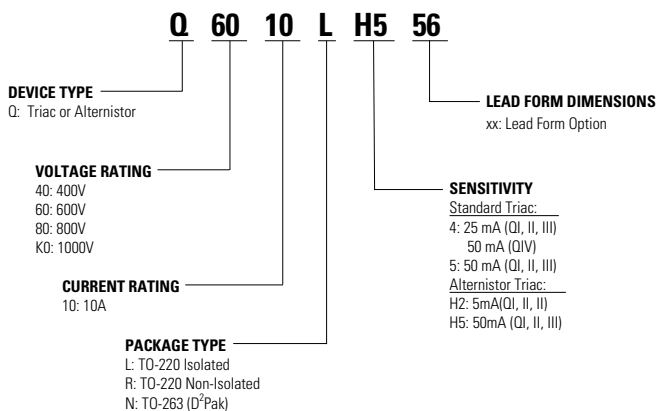 Q 60 10 L H5 56
DEVICE TYPE
Q: Triac or Alternistor
VOLTAGE RATING
40: 400V
60: 600V
80: 800V
K0: 1000V
CURRENT RATING
10: 10A
PACKAGE TYPE
L: TO-220 Isolated
R: TO-220 Non-Isolated
N: TO-263 (D²Pak)
LEAD FORM DIMENSIONS
xx: Lead Form Option
SENSITIVITY
Standard Triac:
4: 25 mA (QI, II, III)
50 mA (QIV)
5: 50 mA (QI, II, III)
Alternistor Triac:
H2: 5mA(QI, II, II)
H5: 50mA (QI, II, III)